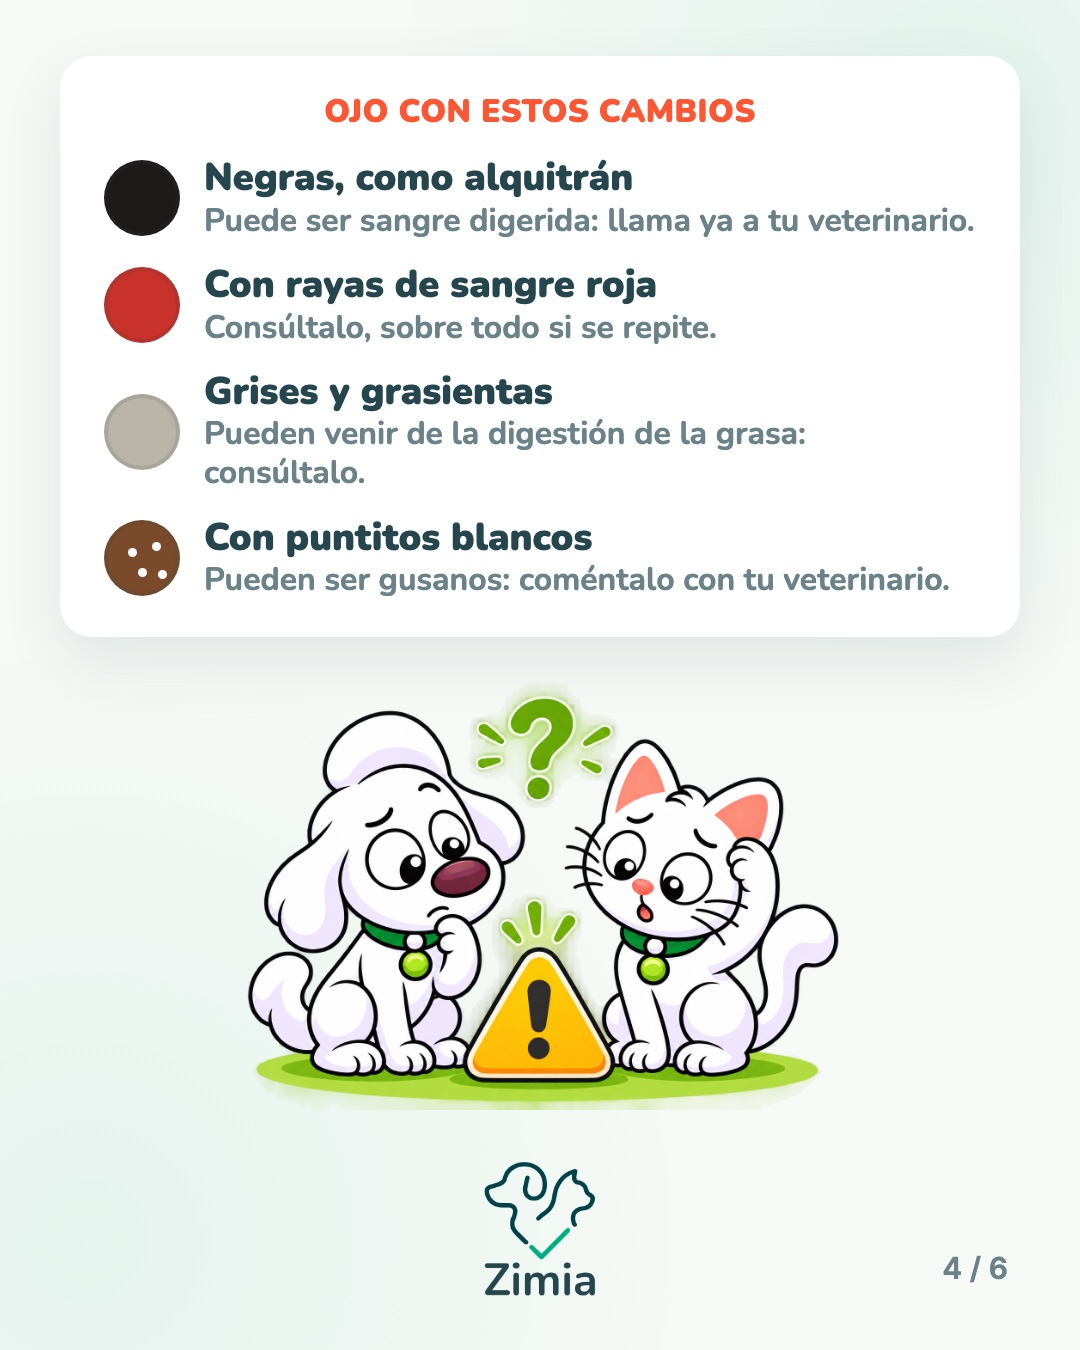 OJO CON ESTOS CAMBIOS
Negras, como alquitrán
Puede ser sangre digerida: llama ya a tu veterinario.
Con rayas de sangre roja
Consúltalo, sobre todo si se repite.
Grises y grasientas
Pueden venir de la digestión de la grasa:
consúltalo.
Con puntitos blancos
Pueden ser gusanos: coméntalo con tu veterinario.
?
!
Zimia
4 / 6